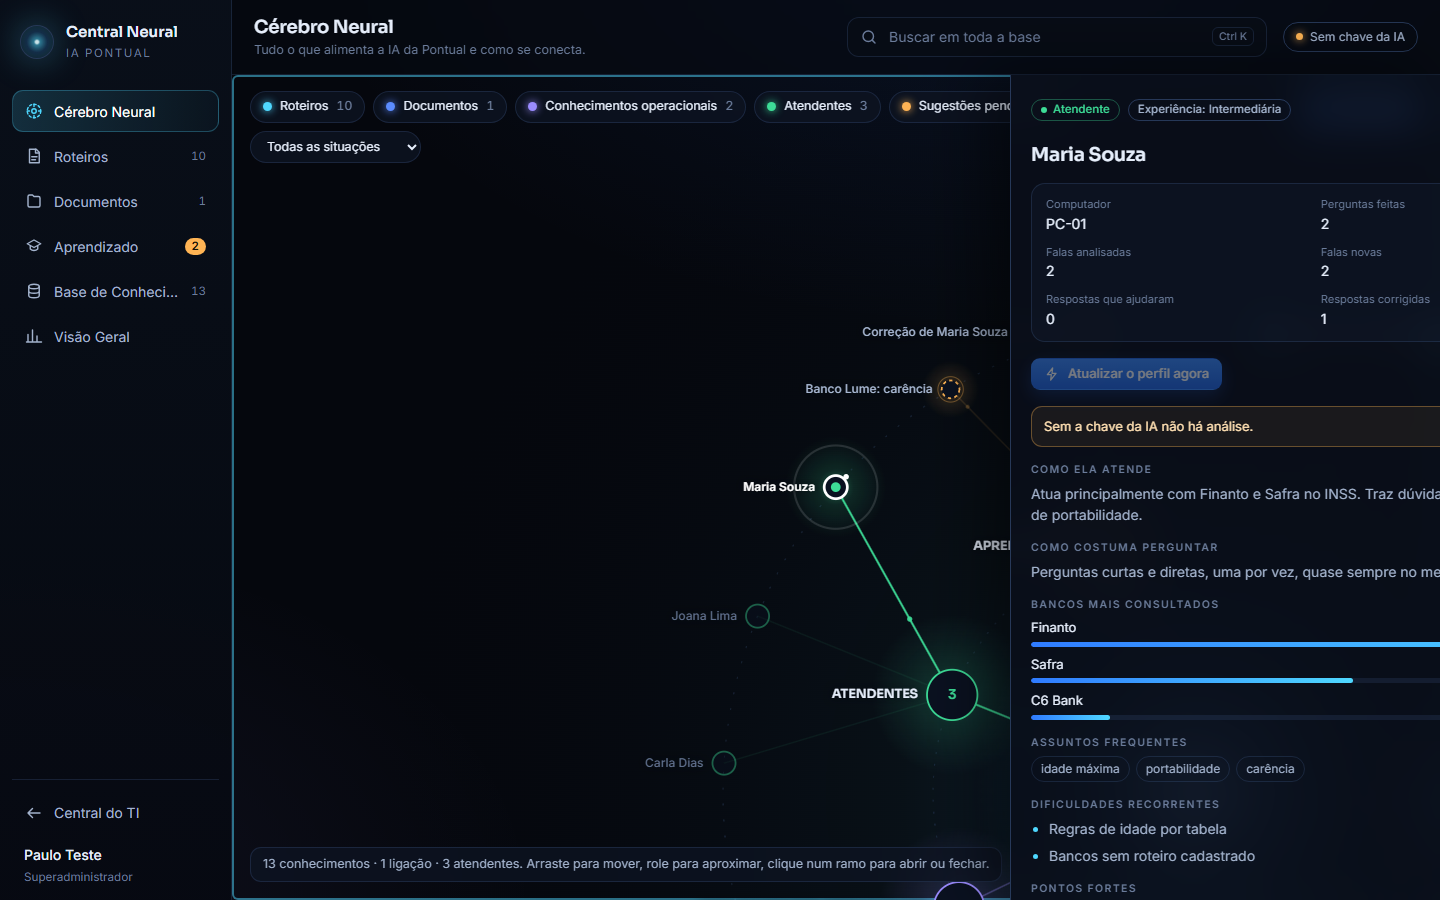 Central Neural
IA PONTUAL
Cérebro Neural
Roteiros 10
Documentos 1
Aprendizado 2
Base de Conheci... 13
Visão Geral
Central do TI
Paulo Teste
Superadministrador
Cérebro Neural
Tudo o que alimenta a IA da Pontual e como se conecta.
Buscar em toda a base Ctrl K
Sem chave da IA
Roteiros 10 Documentos 1 Conhecimentos operacionais 2 Atendentes 3 Sugestões pen
Todas as situações
Correção de Maria Souza
Banco Lume: carência
Maria Souza
APRE
Joana Lima
ATENDENTES 3
Carla Dias
13 conhecimentos · 1 ligação · 3 atendentes. Arraste para mover, role para aproximar, clique num ramo para abrir ou fechar.
Atendente Experiência: Intermediária
Maria Souza
Computador Perguntas feitas
PC-01 2
Falas analisadas Falas novas
2 2
Respostas que ajudaram Respostas corrigidas
0 1
Atualizar o perfil agora
Sem a chave da IA não há análise.
COMO ELA ATENDE
Atua principalmente com Finanto e Safra no INSS. Traz dúvida
de portabilidade.
COMO COSTUMA PERGUNTAR
Perguntas curtas e diretas, uma por vez, quase sempre no me
BANCOS MAIS CONSULTADOS
Finanto
Safra
C6 Bank
ASSUNTOS FREQUENTES
idade máxima portabilidade carência
DIFICULDADES RECORRENTES
Regras de idade por tabela
Bancos sem roteiro cadastrado
PONTOS FORTES